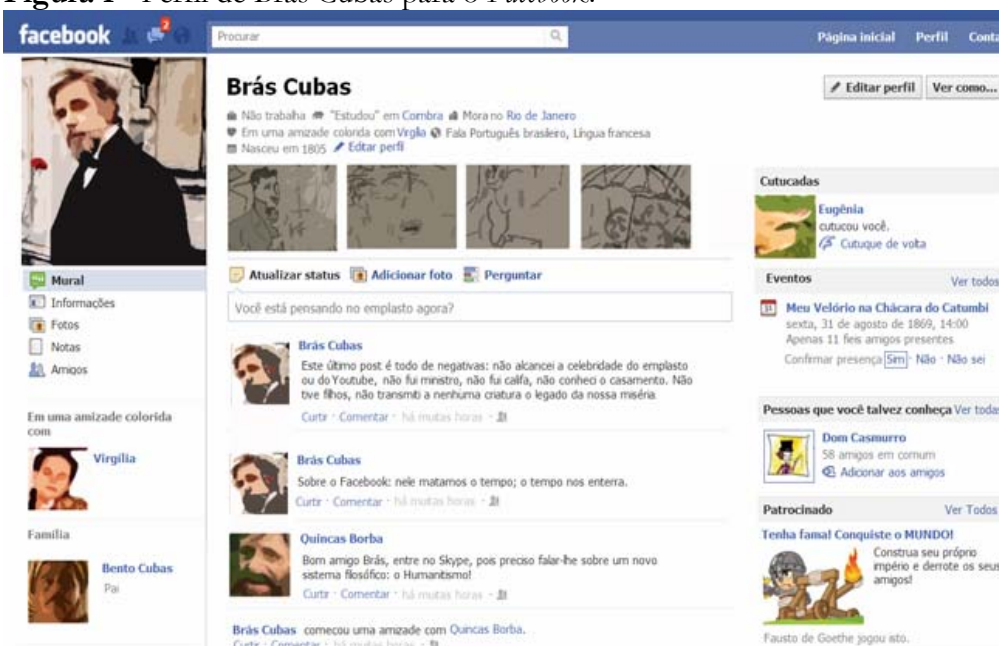 Figura 1 - Perfil de Brás Cubas para o Facebook.
facebook
2
Procurar
Página inicial Perfil Conta
Brás Cubas
Editar perfil Ver como...
Não trabalha "Estudou" em Combra Mora no Rio de Janeiro
Em uma amizade colorida com Virgília Fala Português brasileiro, Língua francesa
Nasceu em 1805 Editar perfil
Mural
Informações
Fotos
Notas
Amigos
Em uma amizade colorida
com
Virgília
Família
Bento Cubas
Pai
Atualizar status Adicionar foto Perguntar
Você está pensando no emplasto agora?
Brás Cubas
Este último post é todo de negativas: não alcancei a celebridade do emplasto
ou do Youtube, não fui ministro, não fui califa, não conheci o casamento. Não
tive filhos, não transmiti a nenhuma criatura o legado da nossa miséria.
Curtir · Comentar · há muitas horas ·
Brás Cubas
Sobre o Facebook: nele matamos o tempo; o tempo nos enterra.
Curtir · Comentar · há muitas horas ·
Quincas Borba
Bom amigo Brás, entre no Skype, pois preciso falar-lhe sobre um novo
sistema filosófico: o Humanitismo!
Curtir · Comentar · há muitas horas ·
Brás Cubas começou uma amizade com Quincas Borba.
Curtir · Comentar · há muitas horas ·
Cutucadas
Eugênia
cutucou você.
Cutuque de volta
Eventos Ver todos
31
Meu Velório na Chácara do Catumbi
sexta, 31 de agosto de 1869, 14:00
Apenas 11 fieis amigos presentes
Confirmar presença Sim · Não · Não sei
Pessoas que você talvez conheça Ver todas
Dom Casmurro
58 amigos em comum
Adicionar aos amigos
Patrocinado Ver Todos
Tenha fama! Conquiste o MUNDO!
Construa seu próprio
império e derrote os seus
amigos!
Fausto de Goethe jogou isto.